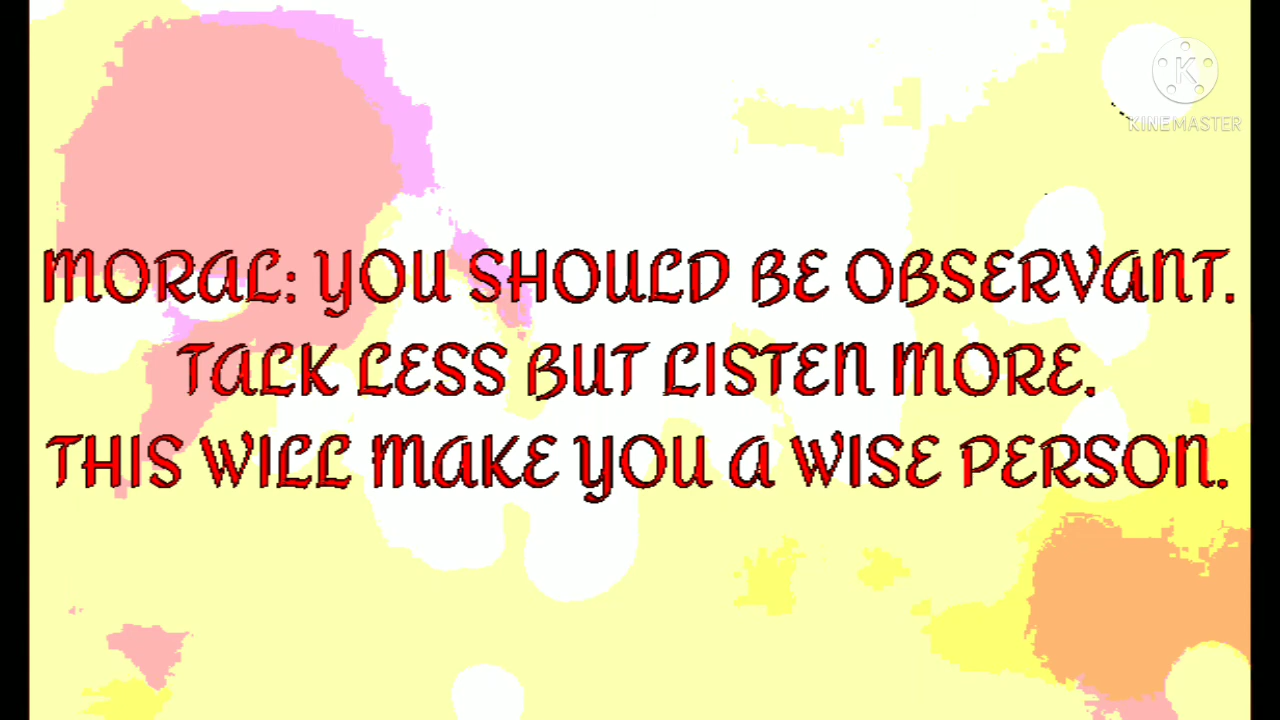 K
KINEMASTER
MORAL: YOU SHOULD BE OBSERVANT.
TALK LESS BUT LISTEN MORE.
THIS WILL MAKE YOU A WISE PERSON.